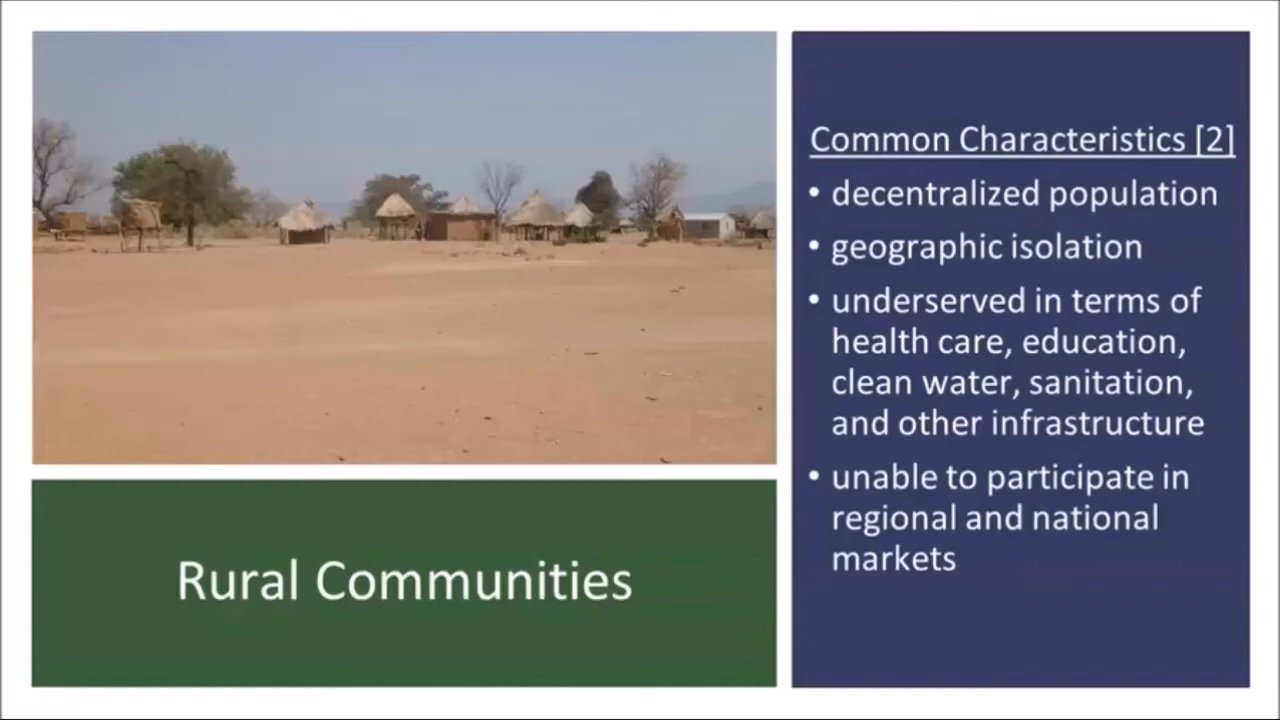 Common Characteristics [2]
• decentralized population
• geographic isolation
• underserved in terms of
health care, education,
clean water, sanitation,
and other infrastructure
• unable to participate in
regional and national
markets
Rural Communities